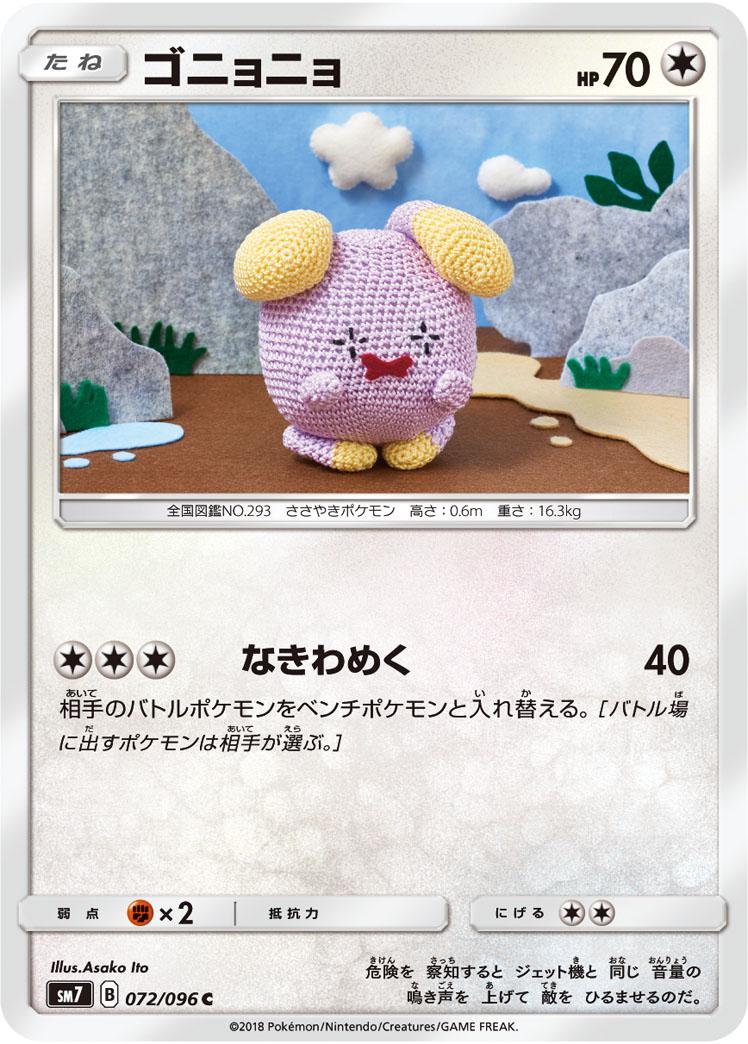 たね ゴニョニョ HP70
全国図鑑NO.293 ささやきポケモン 高さ：0.6m 重さ：16.3kg
なきわめく 40
相手のバトルポケモンをベンチポケモンと入れ替える。［バトル場
に出すポケモンは相手が選ぶ。］
弱点 ×2 抵抗力 にげる
Illus.Asako Ito
危険を 察知すると ジェット機と 同じ 音量の
鳴き声を 上げて 敵を ひるませるのだ。
SM7 B 072/096 C
©2018 Pokémon/Nintendo/Creatures/GAME FREAK.